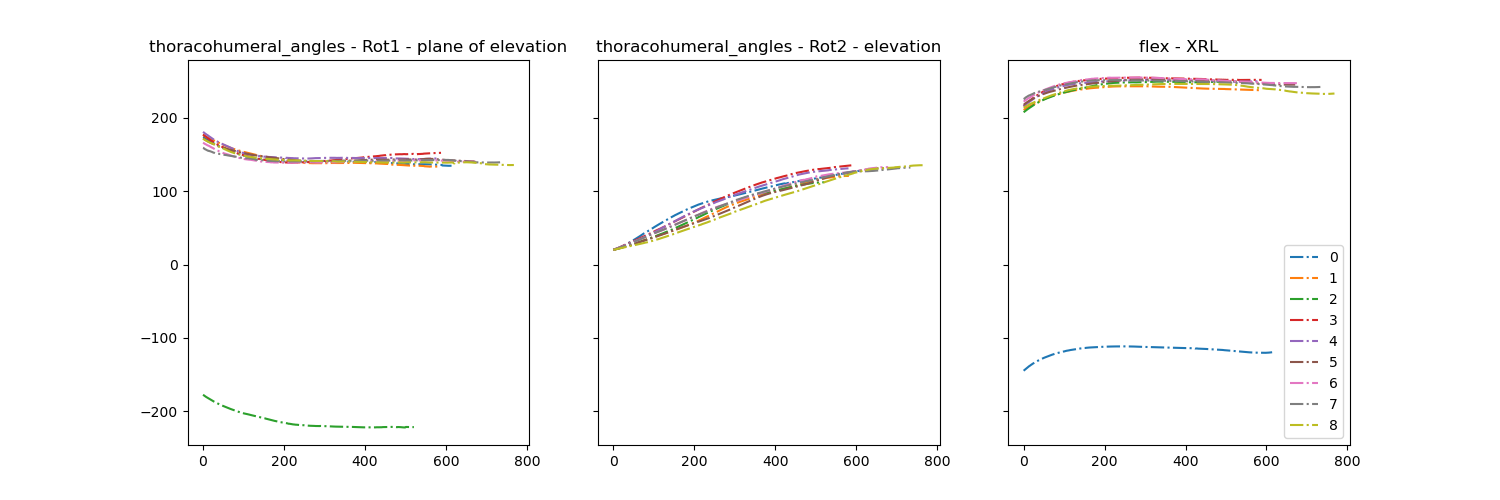 thoracohumeral_angles - Rot1 - plane of elevation
thoracohumeral_angles - Rot2 - elevation
flex - XRL
200
100
0
−100
−200
0 200 400 600 800
0 200 400 600 800
0 200 400 600 800
0
1
2
3
4
5
6
7
8